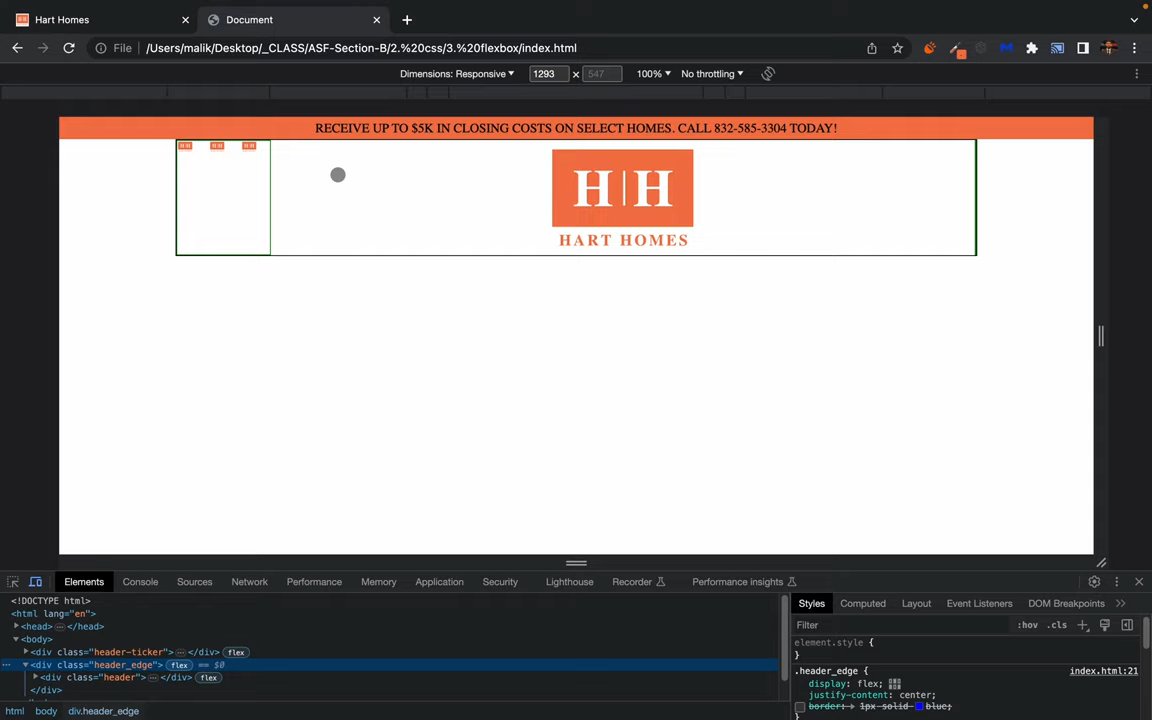 Hart Homes
Document
File
/Users/malik/Desktop/_CLASS/ASF-Section-B/2.%20css/3.%20flexbox/index.html
Dimensions: Responsive
1293
×
547
100%
No throttling
RECEIVE UP TO $5K IN CLOSING COSTS ON SELECT HOMES. CALL 832-585-3304 TODAY!
H|H
H|H
H|H
H|H
HART HOMES
Elements
Console
Sources
Network
Performance
Memory
Application
Security
Lighthouse
Recorder
Performance insights
<!DOCTYPE html>
<html lang="en">
<head>…</head>
<body>
<div class="header-ticker">…</div> flex
<div class="header_edge"> flex == $0
<div class="header">…</div> flex
</div>
html body div.header_edge
Styles
Computed
Layout
Event Listeners
DOM Breakpoints
Filter
:hov .cls
element.style {
}
.header_edge { index.html:21
display: flex;
justify-content: center;
border: 1px solid blue;
}